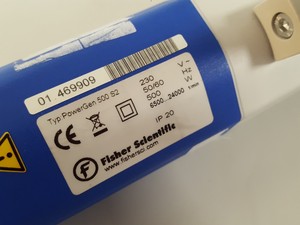 01 469909
Typ PowerGen 500 S2
230 V~
50/60 Hz
500 W
6500...24000 1/min
CE
IP 20
Fisher Scientific
www.fishersci.com